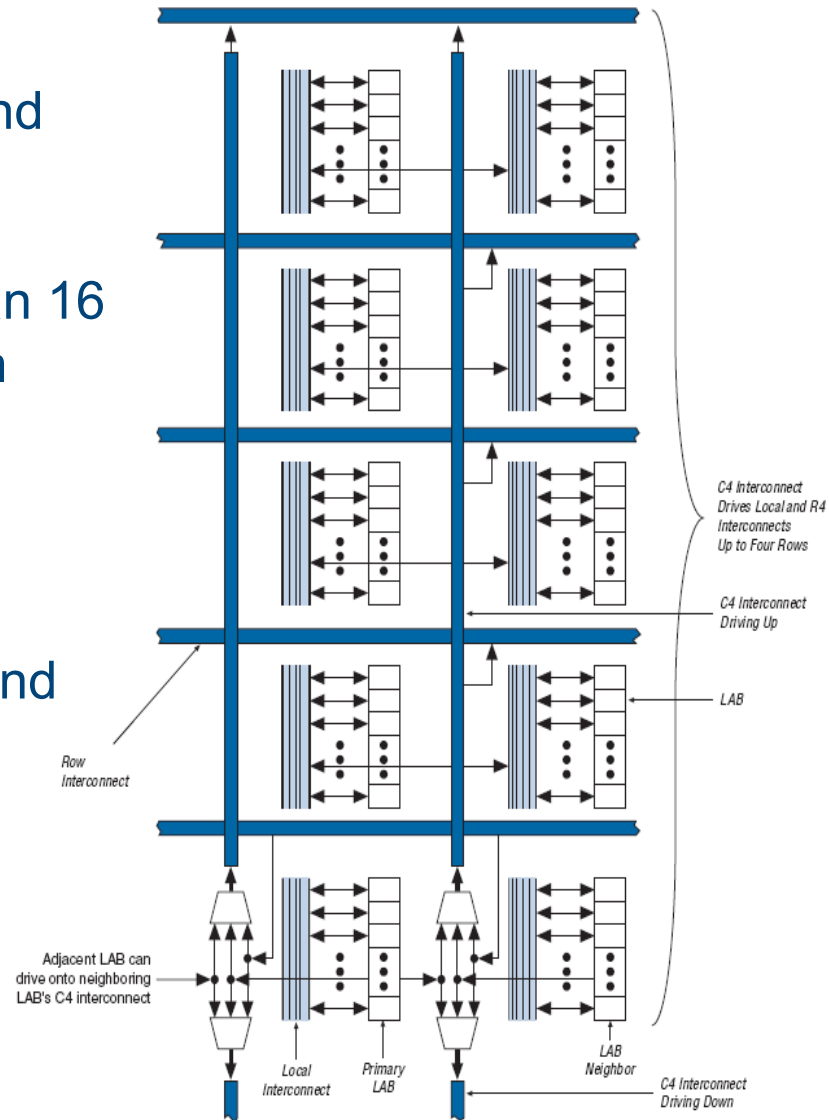 nd
n 16
n
nd
C4 Interconnect
Drives Local and R4
Interconnects
Up to Four Rows
C4 Interconnect
Driving Up
LAB
Row
Interconnect
Adjacent LAB can
drive onto neighboring
LAB's C4 interconnect
Local
Interconnect
Primary
LAB
LAB
Neighbor
C4 Interconnect
Driving Down